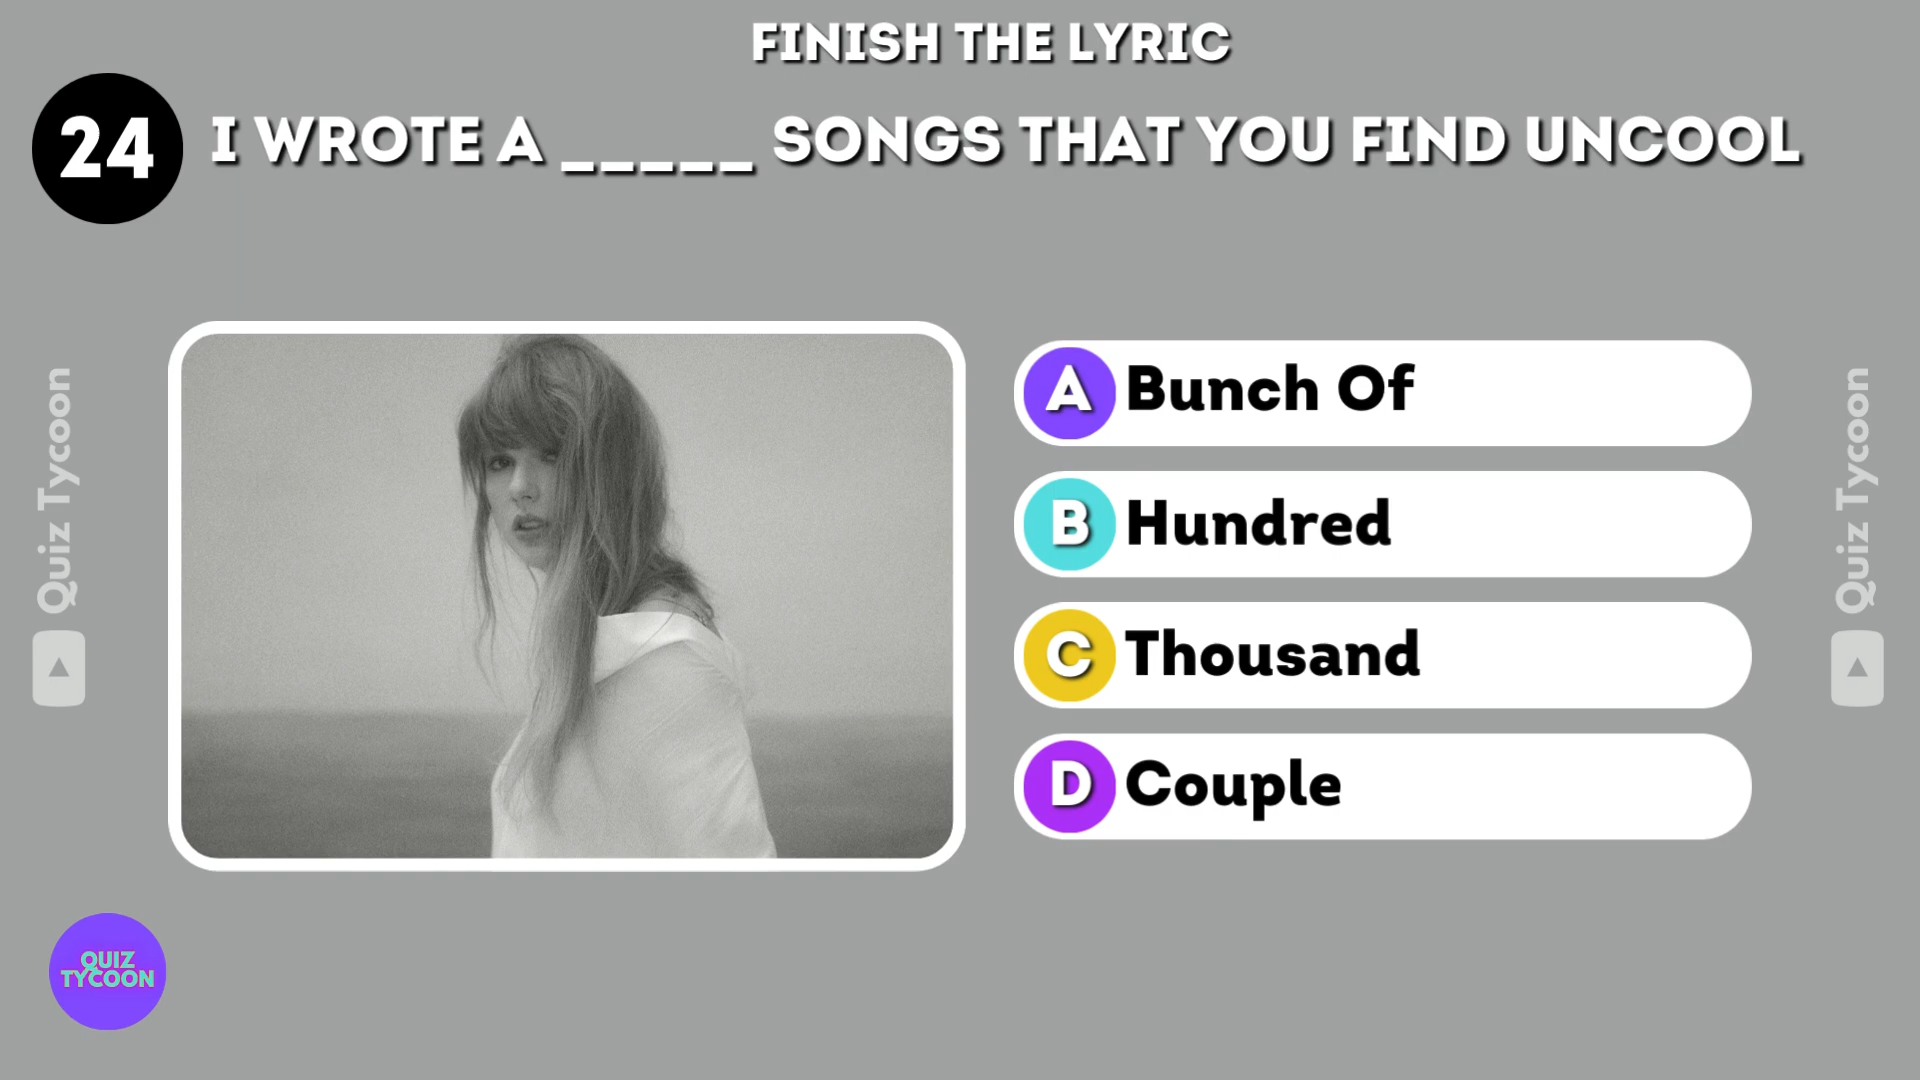 FINISH THE LYRIC
24
I WROTE A _____ SONGS THAT YOU FIND UNCOOL
A Bunch Of
B Hundred
C Thousand
D Couple
Quiz Tycoon
Quiz Tycoon
QUIZ
TYCOON